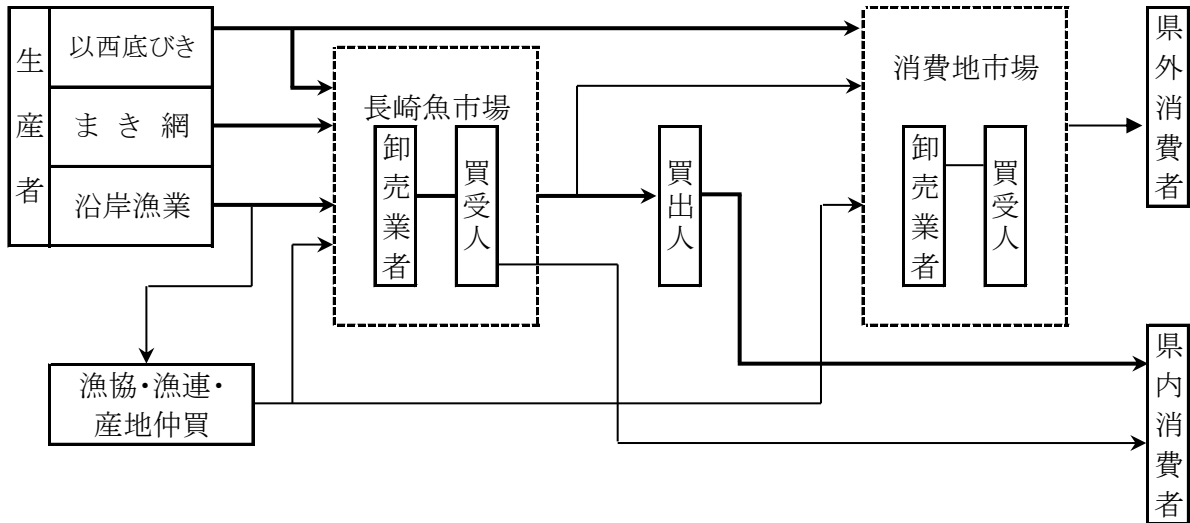 生産者
以西底びき
まき網
沿岸漁業
漁協・漁連・
産地仲買
長崎魚市場
卸売業者
買受人
買出人
消費地市場
卸売業者
買受人
県外消費者
県内消費者